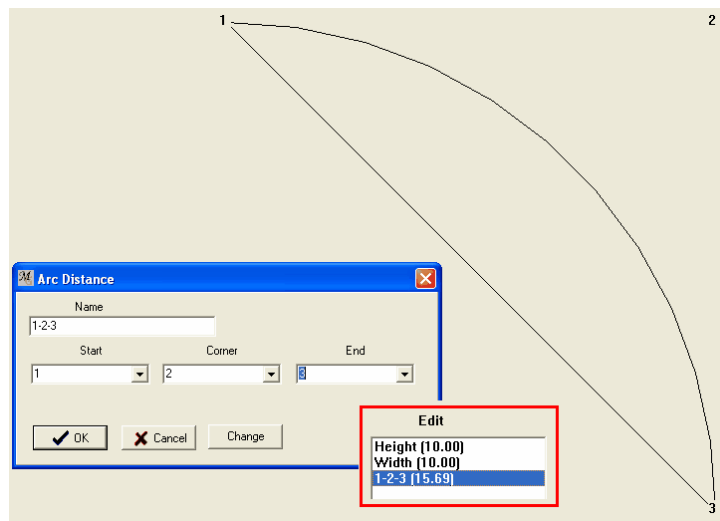 1
2
Arc Distance
Name
1-2-3
Start Corner End
1 2 3
OK Cancel Change
Edit
Height (10.00)
Width (10.00)
1-2-3 (15.69)
3